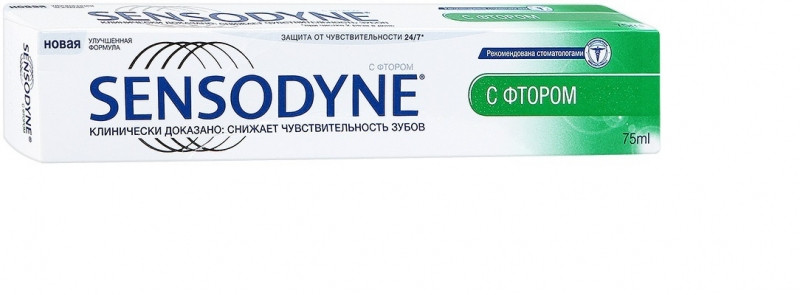 НОВАЯ
УЛУЧШЕННАЯ
ФОРМУЛА
ЗАЩИТА ОТ ЧУВСТВИТЕЛЬНОСТИ 24/7*
С ФТОРОМ
SENSODYNE®
КЛИНИЧЕСКИ ДОКАЗАНО: СНИЖАЕТ ЧУВСТВИТЕЛЬНОСТЬ ЗУБОВ
Рекомендована стоматологами
С ФТОРОМ
75ml